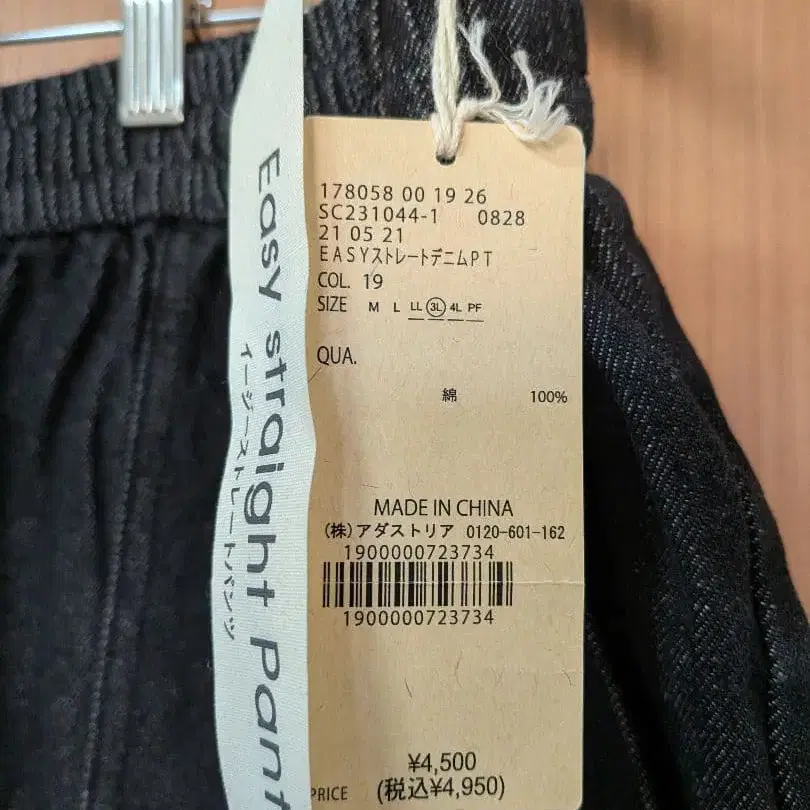 Easy straight Pant
イージーストレートパンツ
178058 00 19 26
SC231044-1 0828
21 05 21
EASYストレートデニムPT
COL. 19
SIZE M L LL 3L 4L PF
QUA.
綿 100%
MADE IN CHINA
(株)アダストリア 0120-601-162
1900000723734
1900000723734
¥4,500
PRICE (税込¥4,950)